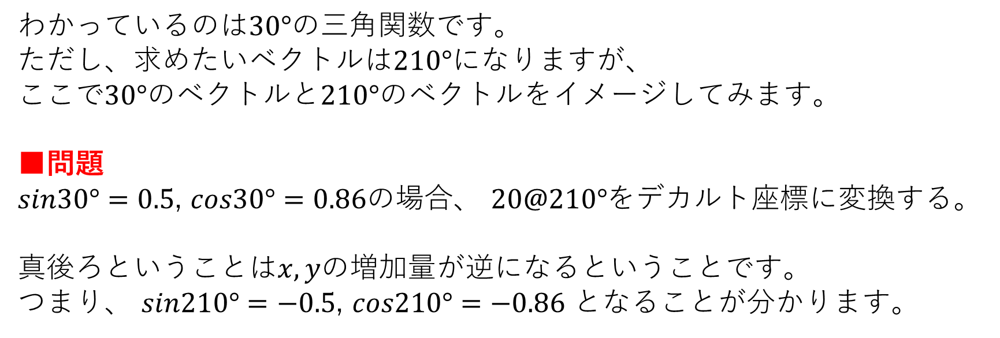 わかっているのは30°の三角関数です。
ただし、求めたいベクトルは210°になりますが、
ここで30°のベクトルと210°のベクトルをイメージしてみます。
■問題
sin30° = 0.5, cos30° = 0.86の場合、 20@210°をデカルト座標に変換する。
真後ろということはx, yの増加量が逆になるということです。
つまり、 sin210° = −0.5, cos210° = −0.86 となることが分かります。